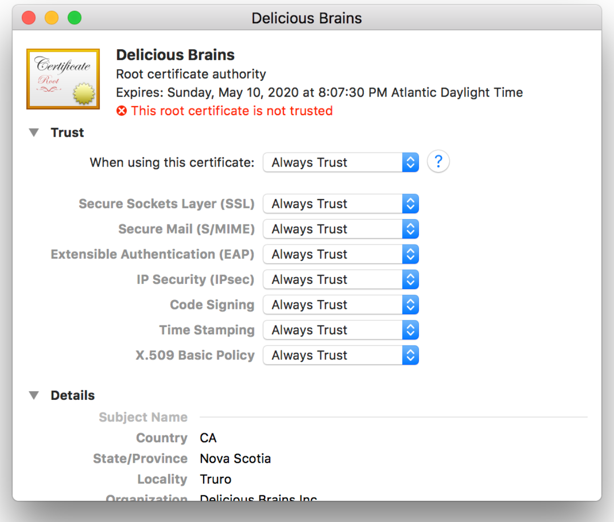 Delicious Brains
Certificate
Root
Delicious Brains
Root certificate authority
Expires: Sunday, May 10, 2020 at 8:07:30 PM Atlantic Daylight Time
This root certificate is not trusted
Trust
When using this certificate: Always Trust ?
Secure Sockets Layer (SSL) Always Trust
Secure Mail (S/MIME) Always Trust
Extensible Authentication (EAP) Always Trust
IP Security (IPsec) Always Trust
Code Signing Always Trust
Time Stamping Always Trust
X.509 Basic Policy Always Trust
Details
Subject Name
Country CA
State/Province Nova Scotia
Locality Truro
Organization Delicious Brains Inc